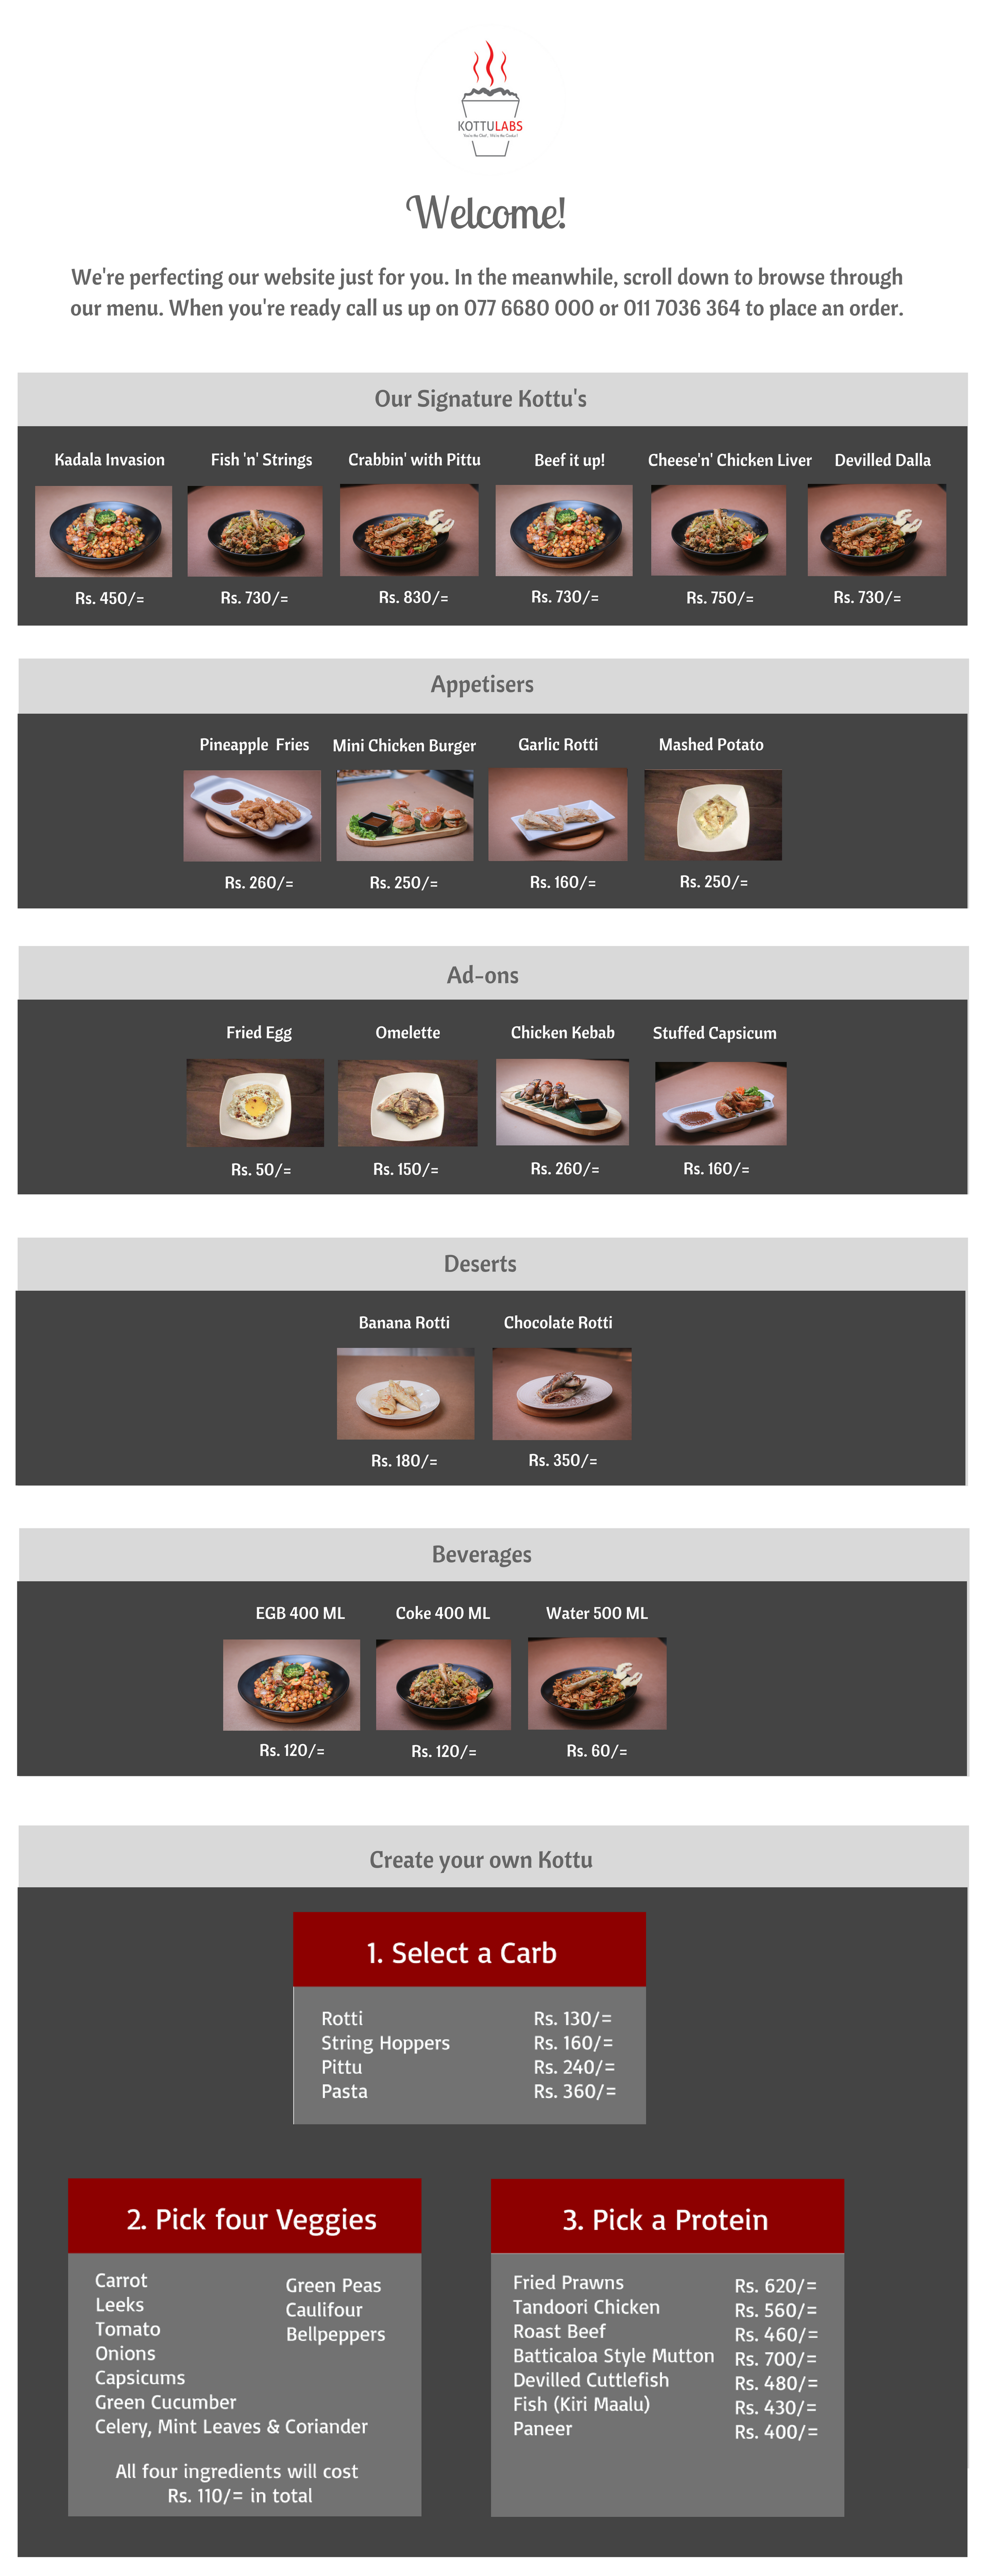 KOTTULABS
You're the Chef, We're the Cooks!
Welcome!
We're perfecting our website just for you. In the meanwhile, scroll down to browse through
our menu. When you're ready call us up on 077 6680 000 or 011 7036 364 to place an order.
Our Signature Kottu's
Kadala Invasion Fish 'n' Strings Crabbin' with Pittu Beef it up! Cheese'n' Chicken Liver Devilled Dalla
Rs. 450/= Rs. 730/= Rs. 830/= Rs. 730/= Rs. 750/= Rs. 730/=
Appetisers
Pineapple Fries Mini Chicken Burger Garlic Rotti Mashed Potato
Rs. 260/= Rs. 250/= Rs. 160/= Rs. 250/=
Ad-ons
Fried Egg Omelette Chicken Kebab Stuffed Capsicum
Rs. 50/= Rs. 150/= Rs. 260/= Rs. 160/=
Deserts
Banana Rotti Chocolate Rotti
Rs. 180/= Rs. 350/=
Beverages
EGB 400 ML Coke 400 ML Water 500 ML
Rs. 120/= Rs. 120/= Rs. 60/=
Create your own Kottu
1. Select a Carb
Rotti Rs. 130/=
String Hoppers Rs. 160/=
Pittu Rs. 240/=
Pasta Rs. 360/=
2. Pick four Veggies
Carrot
Leeks
Tomato
Onions
Capsicums
Green Cucumber
Celery, Mint Leaves & Coriander
Green Peas
Caulifour
Bellpeppers
All four ingredients will cost
Rs. 110/= in total
3. Pick a Protein
Fried Prawns Rs. 620/=
Tandoori Chicken Rs. 560/=
Roast Beef Rs. 460/=
Batticaloa Style Mutton Rs. 700/=
Devilled Cuttlefish Rs. 480/=
Fish (Kiri Maalu) Rs. 430/=
Paneer Rs. 400/=